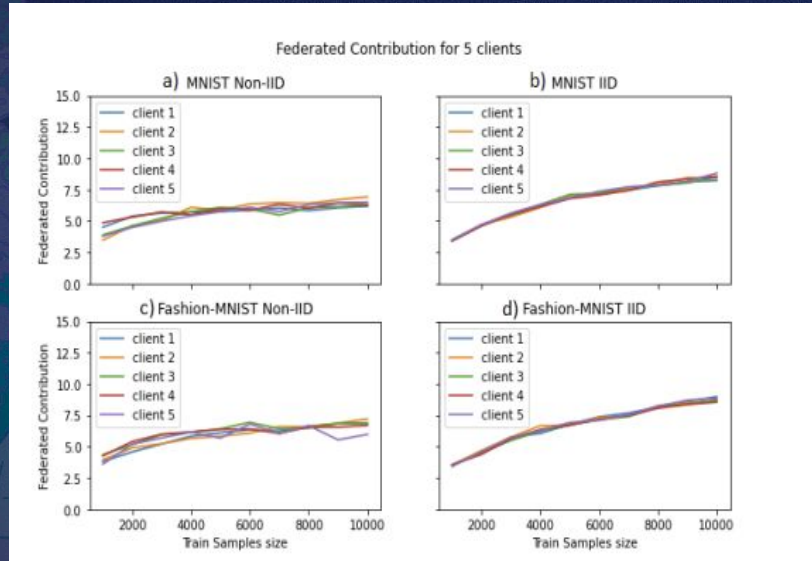 Federated Contribution for 5 clients
a) MNIST Non-IID
15.0
12.5
10.0
7.5
5.0
2.5
0.0
Federated Contribution
client 1
client 2
client 3
client 4
client 5
b) MNIST IID
client 1
client 2
client 3
client 4
client 5
c) Fashion-MNIST Non-IID
15.0
12.5
10.0
7.5
5.0
2.5
0.0
Federated Contribution
client 1
client 2
client 3
client 4
client 5
2000 4000 6000 8000 10000
Train Samples size
d) Fashion-MNIST IID
client 1
client 2
client 3
client 4
client 5
2000 4000 6000 8000 10000
Train Samples size